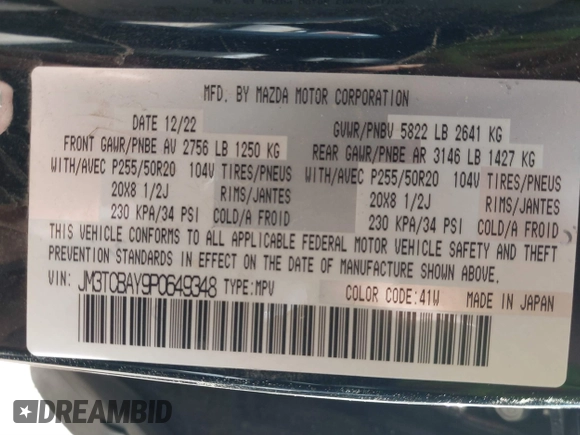 MFD. BY MAZDA MOTOR CORPORATION
DATE 12/22 GVWR/PNBV 5822 LB 2641 KG
FRONT GAWR/PNBE AV 2756 LB 1250 KG REAR GAWR/PNBE AR 3146 LB 1427 KG
WITH/AVEC P255/50R20 104V TIRES/PNEUS WITH/AVEC P255/50R20 104V TIRES/PNEUS
20X8 1/2J RIMS/JANTES 20X8 1/2J RIMS/JANTES
230 KPA/34 PSI COLD/A FROID 230 KPA/34 PSI COLD/A FROID
THIS VEHICLE CONFORMS TO ALL APPLICABLE FEDERAL MOTOR VEHICLE SAFETY AND THEFT
PREVENTION STANDARDS IN EFFECT ON THE DATE OF MANUFACTURE SHOWN ABOVE.
VIN: JM3TCBAY9P0649348 TYPE:MPV COLOR CODE:41W MADE IN JAPAN
DREAMBID